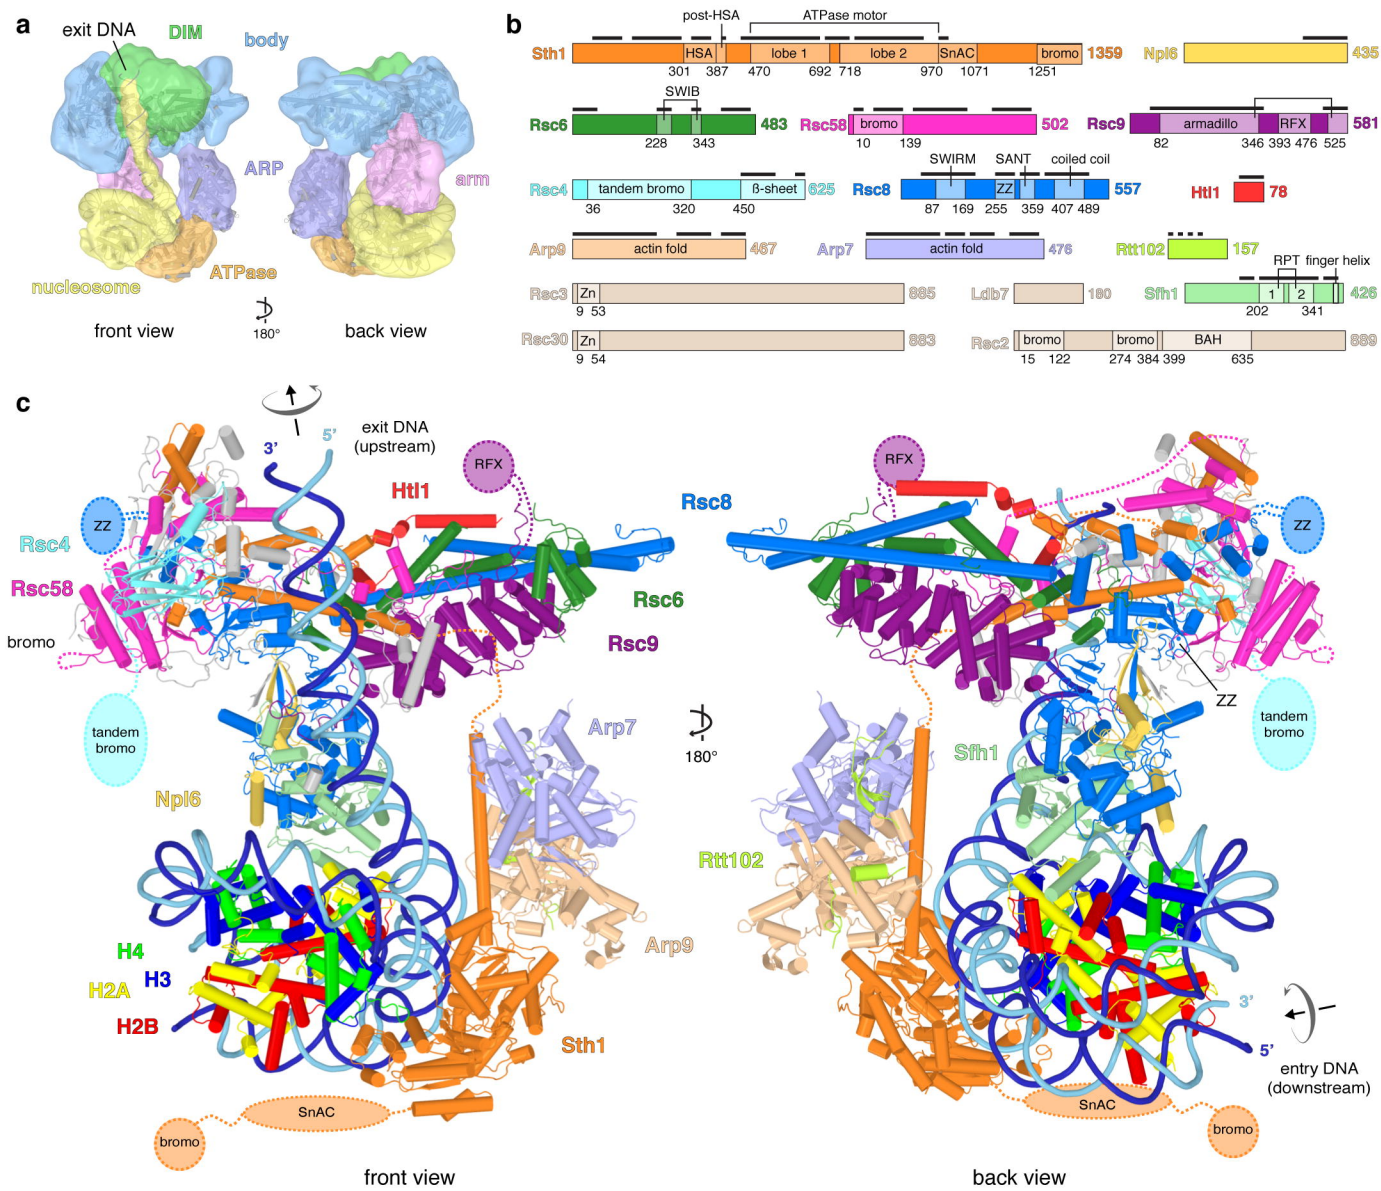 a
exit DNA
DIM
body
ARP
arm
nucleosome
ATPase
front view
180°
back view
b
post-HSA
ATPase motor
Sth1
HSA
lobe 1
lobe 2
SnAC
bromo
1359
301
387
470
692
718
970
1071
1251
Npl6
435
SWIB
Rsc6
483
228
343
Rsc58
bromo
502
10
139
Rsc9
armadillo
RFX
581
82
346
393
476
525
Rsc4
tandem bromo
ß-sheet
625
36
320
450
SWIRM
SANT
coiled coil
Rsc8
ZZ
557
87
169
255
359
407
489
Htl1
78
Arp9
actin fold
467
Arp7
actin fold
476
Rtt102
157
RPT
finger helix
Rsc3
Zn
885
9
53
Ldb7
180
Sfh1
1
2
426
202
341
Rsc30
Zn
883
9
54
Rsc2
bromo
bromo
BAH
889
15
122
274
384
399
635
c
3’
5’
exit DNA
(upstream)
RFX
Htl1
ZZ
Rsc4
Rsc58
bromo
Rsc6
Rsc9
tandem
bromo
Arp7
Npl6
H4
H3
H2A
H2B
Arp9
Sth1
SnAC
bromo
front view
180°
RFX
Rsc8
ZZ
ZZ
tandem
bromo
Sfh1
Rtt102
3’
5’
entry DNA
(downstream)
SnAC
bromo
back view